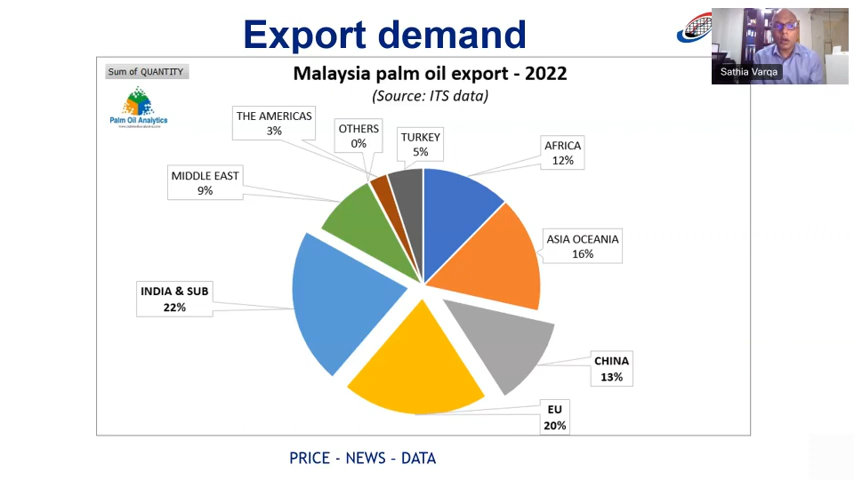 Export demand
Sathia Varqa
Sum of QUANTITY
Malaysia palm oil export - 2022
(Source: ITS data)
Palm Oil Analytics
THE AMERICAS
3%
OTHERS
0%
TURKEY
5%
AFRICA
12%
MIDDLE EAST
9%
ASIA OCEANIA
16%
INDIA & SUB
22%
CHINA
13%
EU
20%
PRICE - NEWS - DATA